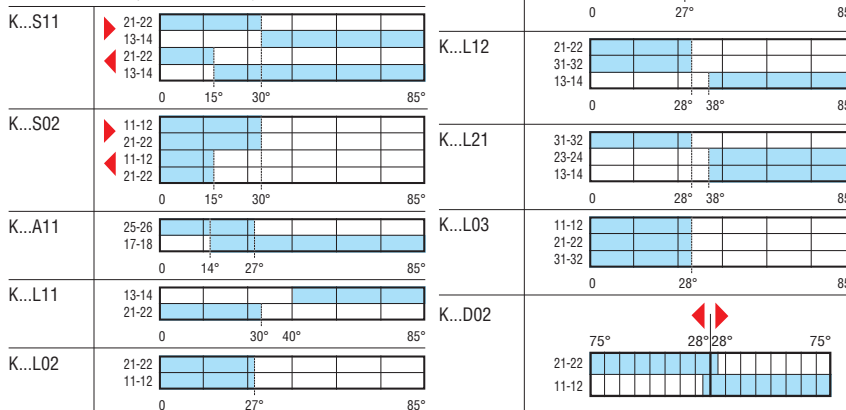 K...S11
21-22
13-14
21-22
13-14
0 15° 30° 85°
K...S02
11-12
21-22
11-12
21-22
0 15° 30° 85°
K...A11
25-26
17-18
0 14° 27° 85°
K...L11
13-14
21-22
0 30° 40° 85°
K...L02
21-22
11-12
0 27° 85°
0 27°
K...L12
21-22
31-32
13-14
0 28° 38°
K...L21
31-32
23-24
13-14
0 28° 38°
K...L03
11-12
21-22
31-32
0 28°
K...D02
75° 28° 28° 75°
21-22
11-12